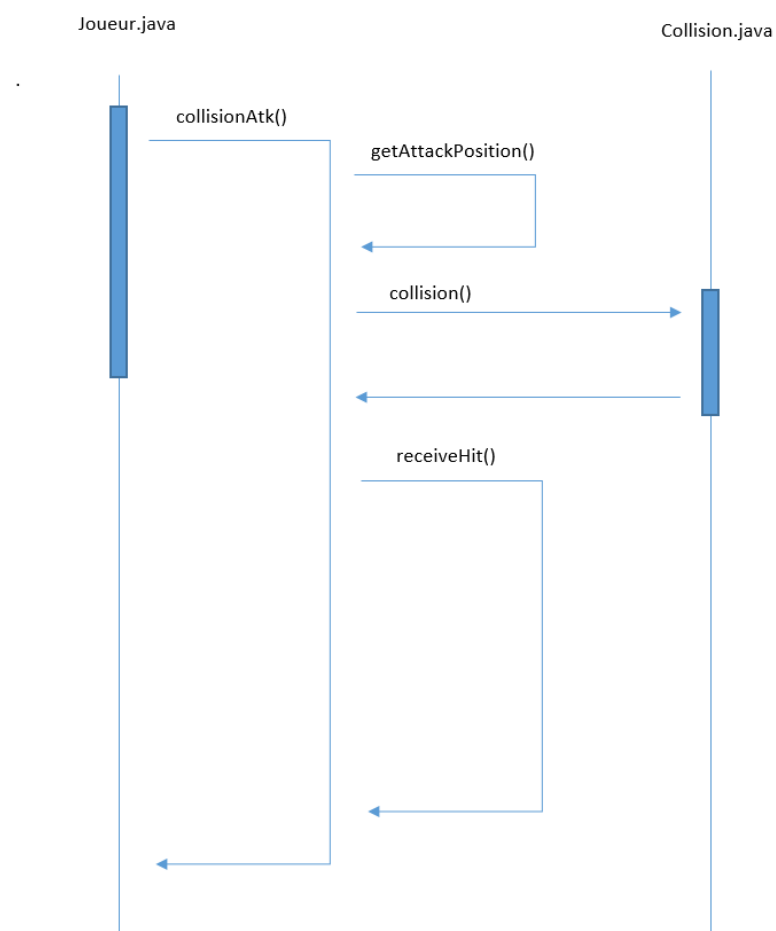 Joueur.java
Collision.java
.
collisionAtk()
getAttackPosition()
collision()
receiveHit()